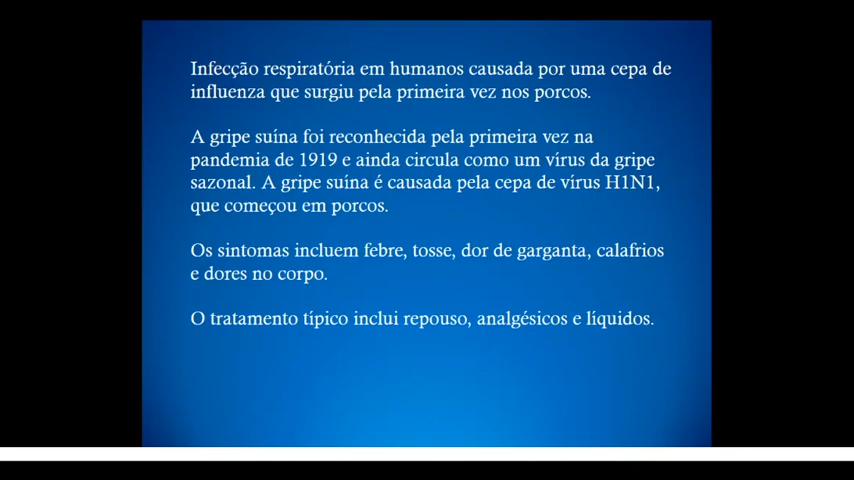 Infecção respiratória em humanos causada por uma cepa de
influenza que surgiu pela primeira vez nos porcos.
A gripe suína foi reconhecida pela primeira vez na
pandemia de 1919 e ainda circula como um vírus da gripe
sazonal. A gripe suína é causada pela cepa de vírus H1N1,
que começou em porcos.
Os sintomas incluem febre, tosse, dor de garganta, calafrios
e dores no corpo.
O tratamento típico inclui repouso, analgésicos e líquidos.